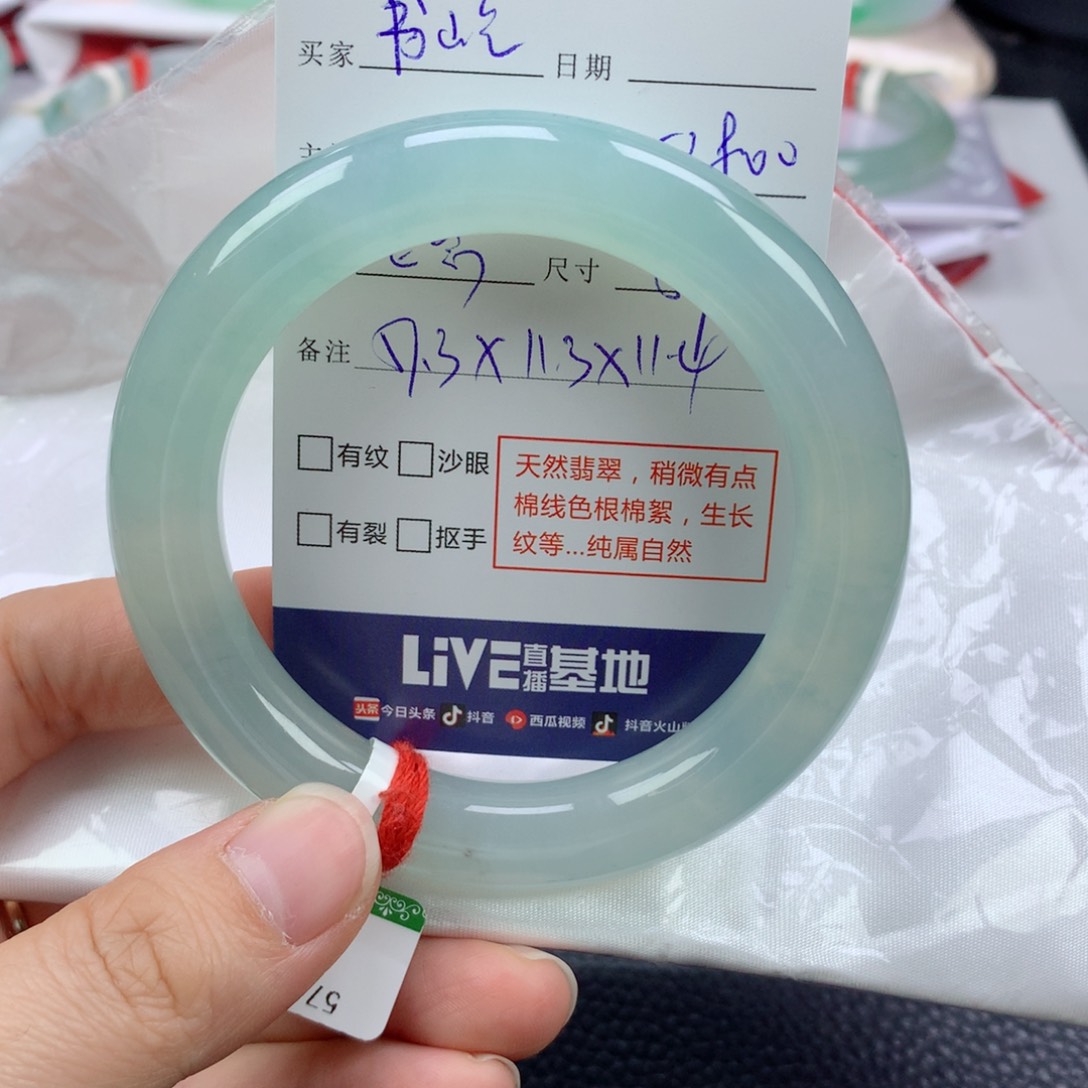 买家 日期
尺寸
备注 57.3X11.3X11.4
有纹 沙眼
有裂 抠手
天然翡翠，稍微有点
棉线色根棉絮，生长
纹等...纯属自然
LiVE直播基地
头条 今日头条 抖音 西瓜视频 抖音火山
57